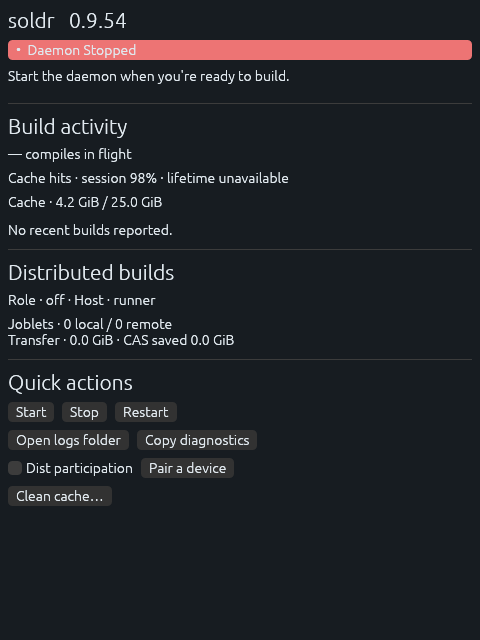 soldr 0.9.54
• Daemon Stopped
Start the daemon when you're ready to build.
Build activity
— compiles in flight
Cache hits · session 98% · lifetime unavailable
Cache · 4.2 GiB / 25.0 GiB
No recent builds reported.
Distributed builds
Role · off · Host · runner
Joblets · 0 local / 0 remote
Transfer · 0.0 GiB · CAS saved 0.0 GiB
Quick actions
Start Stop Restart
Open logs folder Copy diagnostics
Dist participation Pair a device
Clean cache…